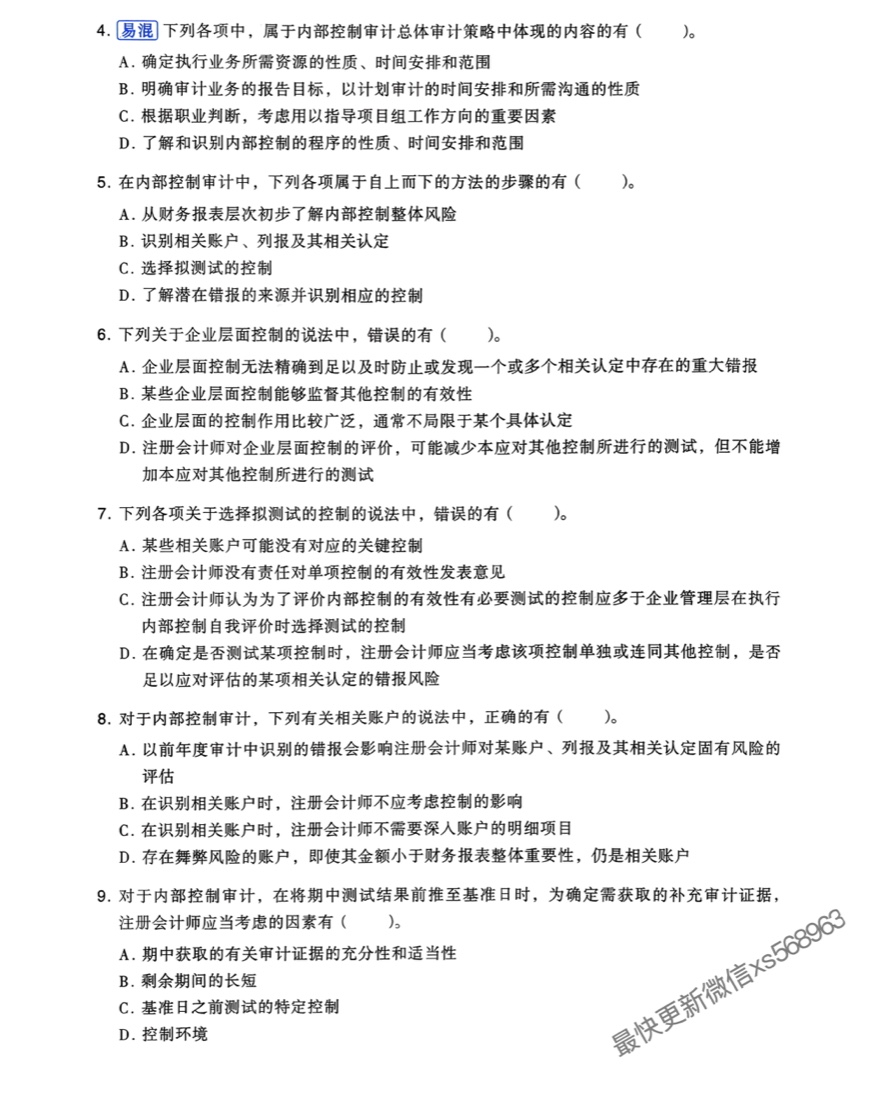 4. 易混 下列各项中，属于内部控制审计总体审计策略中体现的内容的有（　　）。
A. 确定执行业务所需资源的性质、时间安排和范围
B. 明确审计业务的报告目标，以计划审计的时间安排和所需沟通的性质
C. 根据职业判断，考虑用以指导项目组工作方向的重要因素
D. 了解和识别内部控制的程序的性质、时间安排和范围
5. 在内部控制审计中，下列各项属于自上而下的方法的步骤的有（　　）。
A. 从财务报表层次初步了解内部控制整体风险
B. 识别相关账户、列报及其相关认定
C. 选择拟测试的控制
D. 了解潜在错报的来源并识别相应的控制
6. 下列关于企业层面控制的说法中，错误的有（　　）。
A. 企业层面控制无法精确到足以及时防止或发现一个或多个相关认定中存在的重大错报
B. 某些企业层面控制能够监督其他控制的有效性
C. 企业层面的控制作用比较广泛，通常不局限于某个具体认定
D. 注册会计师对企业层面控制的评价，可能减少本应对其他控制所进行的测试，但不能增
加本应对其他控制所进行的测试
7. 下列各项关于选择拟测试的控制的说法中，错误的有（　　）。
A. 某些相关账户可能没有对应的关键控制
B. 注册会计师没有责任对单项控制的有效性发表意见
C. 注册会计师认为为了评价内部控制的有效性有必要测试的控制应多于企业管理层在执行
内部控制自我评价时选择测试的控制
D. 在确定是否测试某项控制时，注册会计师应当考虑该项控制单独或连同其他控制，是否
足以应对评估的某项相关认定的错报风险
8. 对于内部控制审计，下列有关相关账户的说法中，正确的有（　　）。
A. 以前年度审计中识别的错报会影响注册会计师对某账户、列报及其相关认定固有风险的
评估
B. 在识别相关账户时，注册会计师不应考虑控制的影响
C. 在识别相关账户时，注册会计师不需要深入账户的明细项目
D. 存在舞弊风险的账户，即使其金额小于财务报表整体重要性，仍是相关账户
9. 对于内部控制审计，在将期中测试结果前推至基准日时，为确定需获取的补充审计证据，
注册会计师应当考虑的因素有（　　）。
A. 期中获取的有关审计证据的充分性和适当性
B. 剩余期间的长短
C. 基准日之前测试的特定控制
D. 控制环境
最快更新微信xs568963